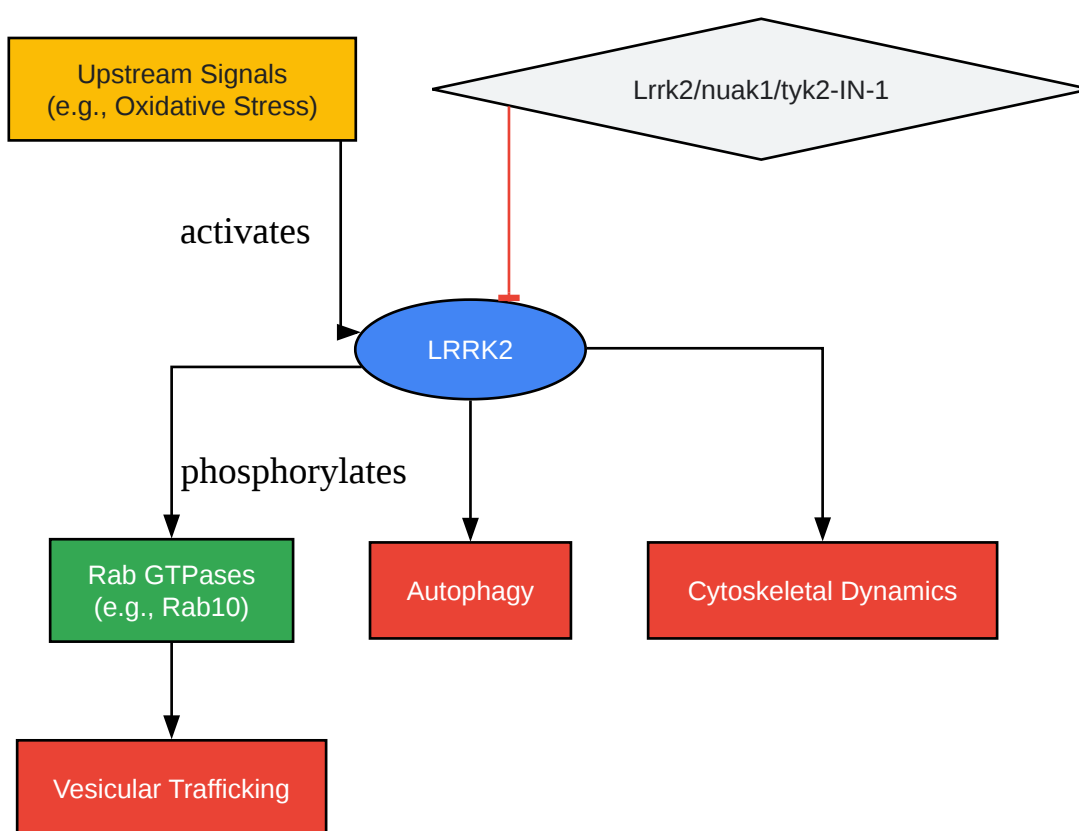 Upstream Signals
(e.g., Oxidative Stress)
Lrrk2/nuak1/tyk2-IN-1
activates
LRRK2
phosphorylates
Rab GTPases
(e.g., Rab10)
Autophagy
Cytoskeletal Dynamics
Vesicular Trafficking